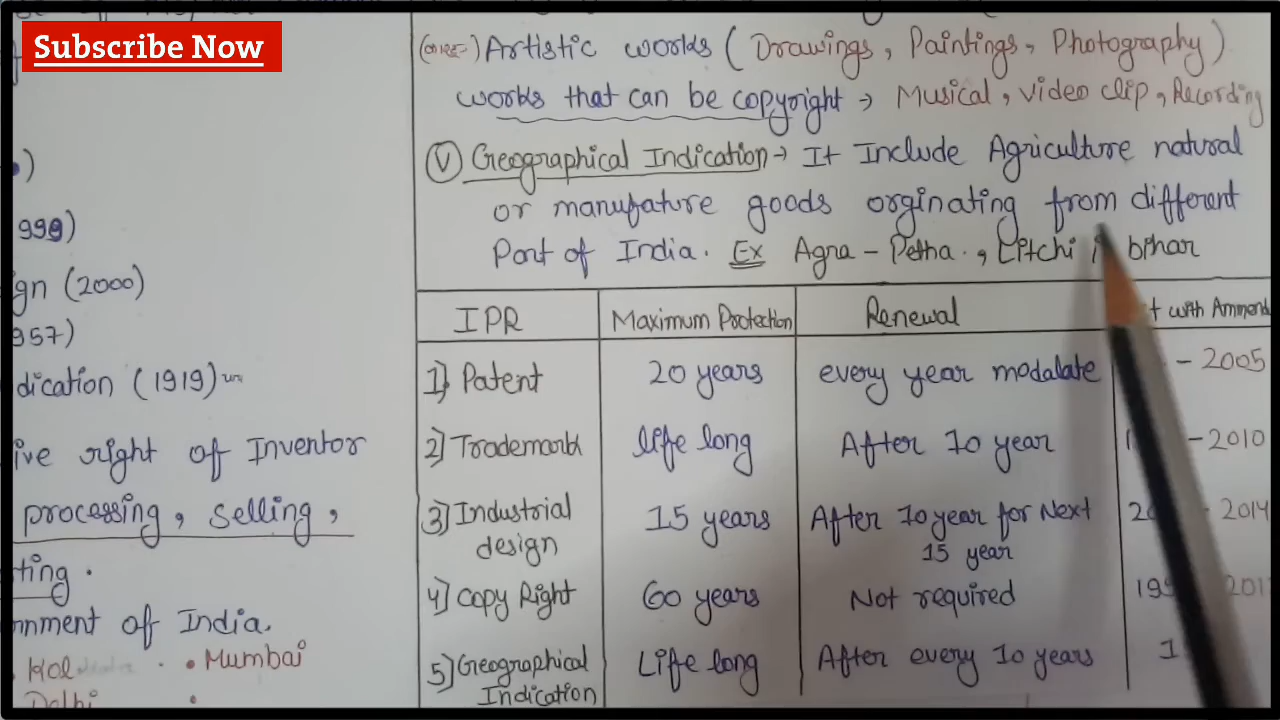 Subscribe Now
Artistic works ( Drawings, Paintings, Photography )
works that can be copyright → Musical, video clip, Recording
(V) Geographical Indication → It Include Agriculture natural
or manufature goods orginating from different
Part of India. Ex Agra - Petha., Litchi bihar
)
999)
gn (2000)
957)
dication (1919)
ive right of Inventor
processing, selling,
ting.
nment of India.
Kol • Mumbai
Delhi •
IPR Maximum Protection Renewal with Ammend
1) Patent 20 years every year modalate - 2005
2) Trademark life long After 10 year - 2010
3) Industrial design 15 years After 10 year for Next 15 year 20 - 2014
4) Copy Right 60 years Not required 199
5) Geographical Indication Life long After every 10 years 1